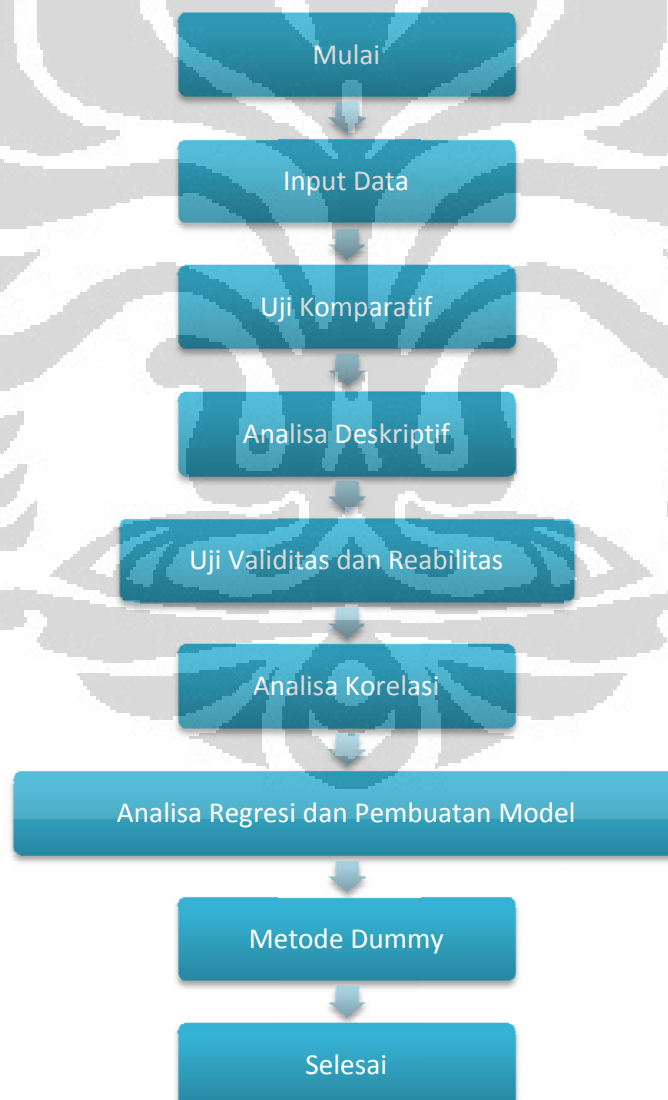 Mulai
Input Data
Uji Komparatif
Analisa Deskriptif
Uji Validitas dan Reabilitas
Analisa Korelasi
Analisa Regresi dan Pembuatan Model
Metode Dummy
Selesai